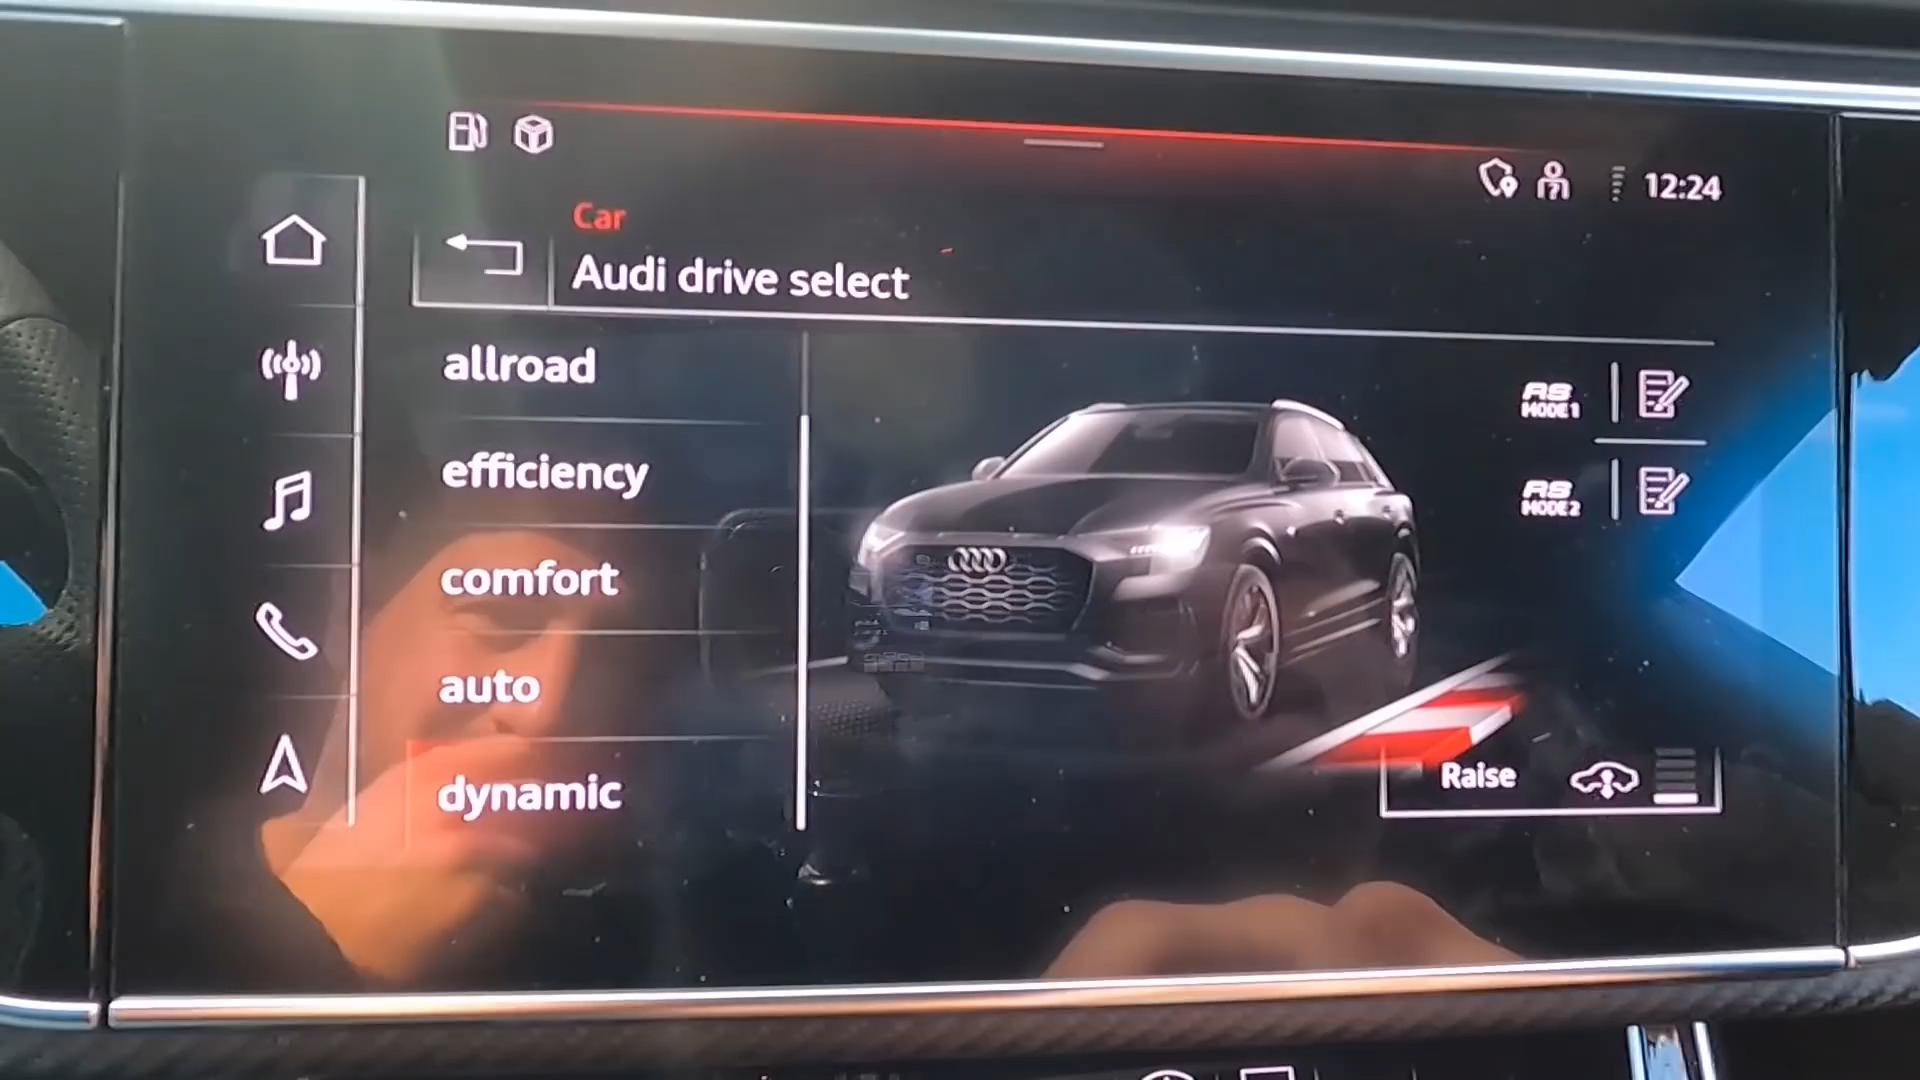 12:24
Car
Audi drive select
allroad
efficiency
comfort
auto
dynamic
RS
MODE 1
RS
MODE 2
Raise